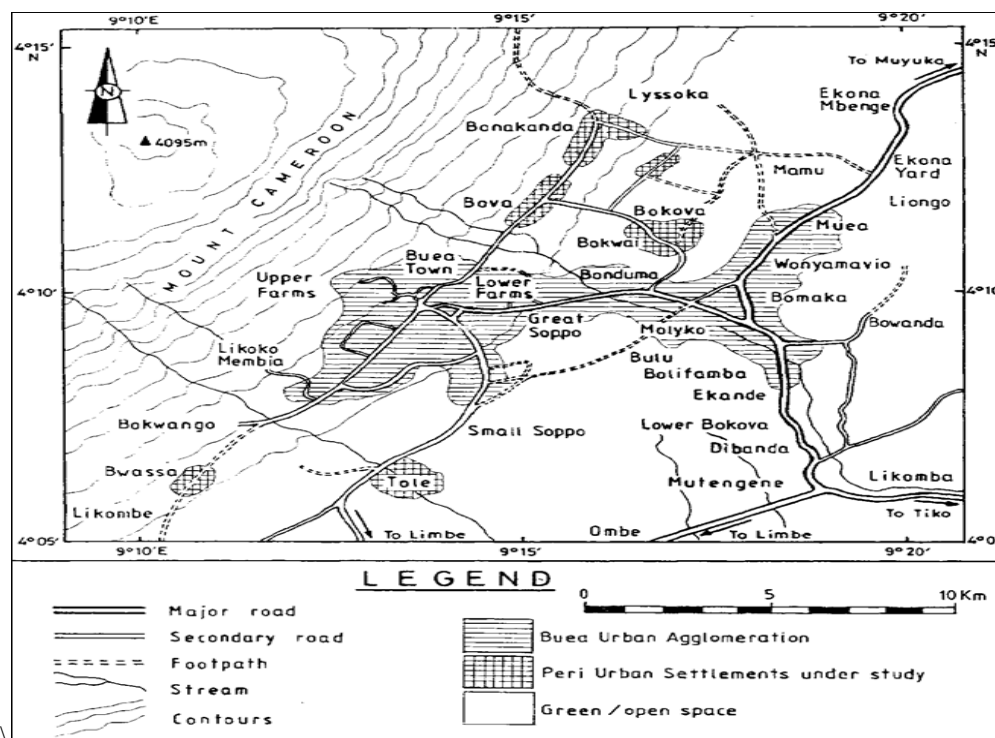 9°10'E
9°15'
9°20'
4°15'
N
4°15'
N
To Muyuka
Lyssoka
Ekona
Mbenge
N
Bonakanda
4095m
MOUNT CAMEROON
Mamu
Ekona
Yard
Liongo
Bova
Bokova
Muea
Bokwai
Buea
Town
Wonyamavio
Upper
Farms
Lower
Farms
Bonduma
4°10'
4°10'
Bomaka
Great
Soppo
Molyko
Bowanda
Likoko
Membia
Bulu
Bolifamba
Ekande
Bokwango
Small Soppo
Lower Bokova
Dibanda
Bwassa
Tole
Mutengene
Likomba
Likombe
To Tiko
Ombe
To Limbe
To Limbe
4°05'
4°05'
9°10'E
9°15'
9°20'
LEGEND
0 5 10 Km
Major road
Secondary road
Footpath
Stream
Contours
Buea Urban Agglomeration
Peri Urban Settlements under study
Green / open space
\